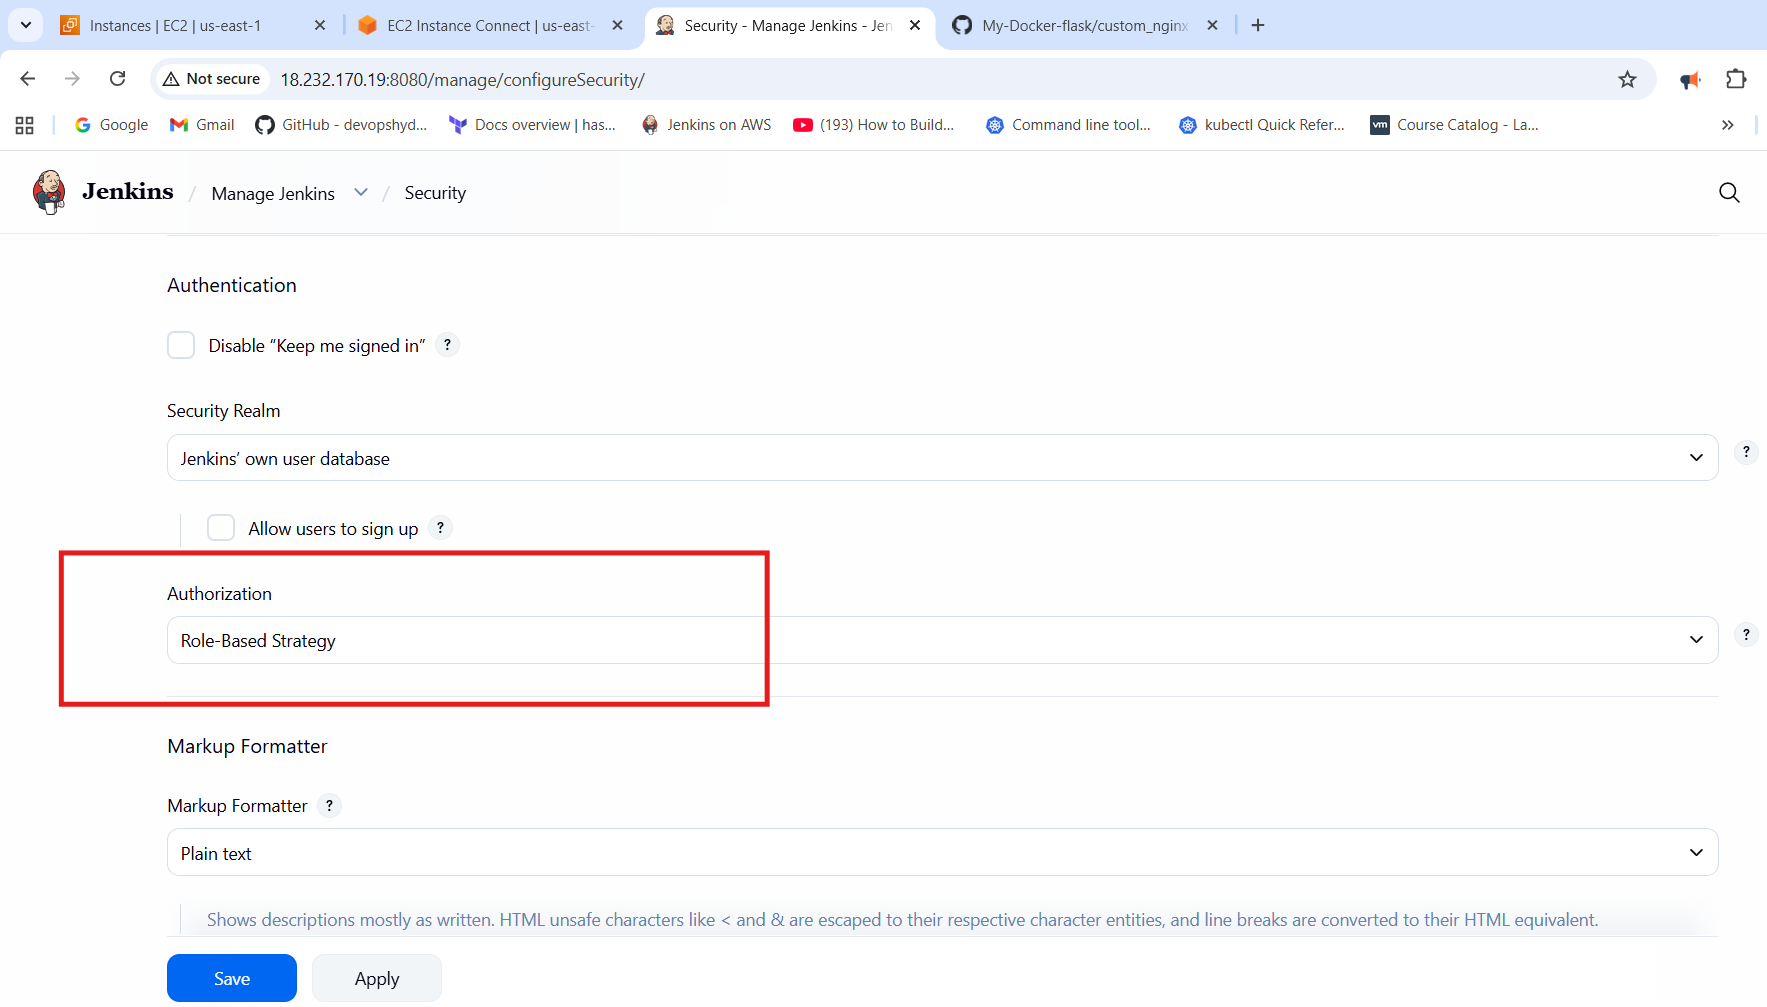 Instances | EC2 | us-east-1
EC2 Instance Connect | us-east-
Security - Manage Jenkins - Jen
My-Docker-flask/custom_nginx
Not secure
18.232.170.19:8080/manage/configureSecurity/
Google
Gmail
GitHub - devopshyd...
Docs overview | has...
Jenkins on AWS
(193) How to Build...
Command line tool...
kubectl Quick Refer...
vm
Course Catalog - La...
Jenkins / Manage Jenkins / Security
Authentication
Disable “Keep me signed in” ?
Security Realm
Jenkins’ own user database
?
Allow users to sign up ?
Authorization
Role-Based Strategy
?
Markup Formatter
Markup Formatter ?
Plain text
Shows descriptions mostly as written. HTML unsafe characters like < and & are escaped to their respective character entities, and line breaks are converted to their HTML equivalent.
Save
Apply